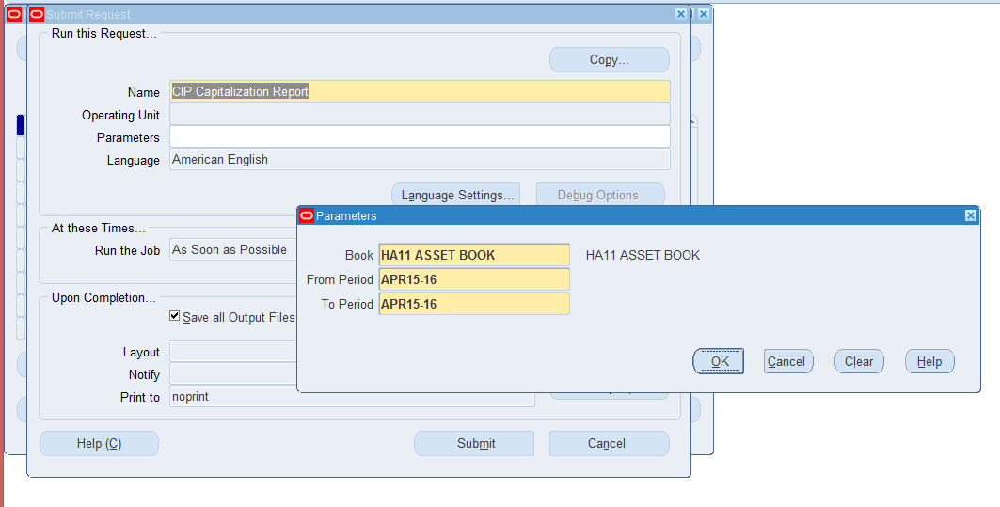 Submit Request
Run this Request...
Copy...
Name CIP Capitalization Report
Operating Unit
Parameters
Language American English
Language Settings... Debug Options
At these Times...
Run the Job As Soon as Possible
Upon Completion...
Save all Output Files
Layout
Notify
Print to noprint
Help (C) Submit Cancel
Parameters
Book HA11 ASSET BOOK HA11 ASSET BOOK
From Period APR15-16
To Period APR15-16
OK Cancel Clear Help